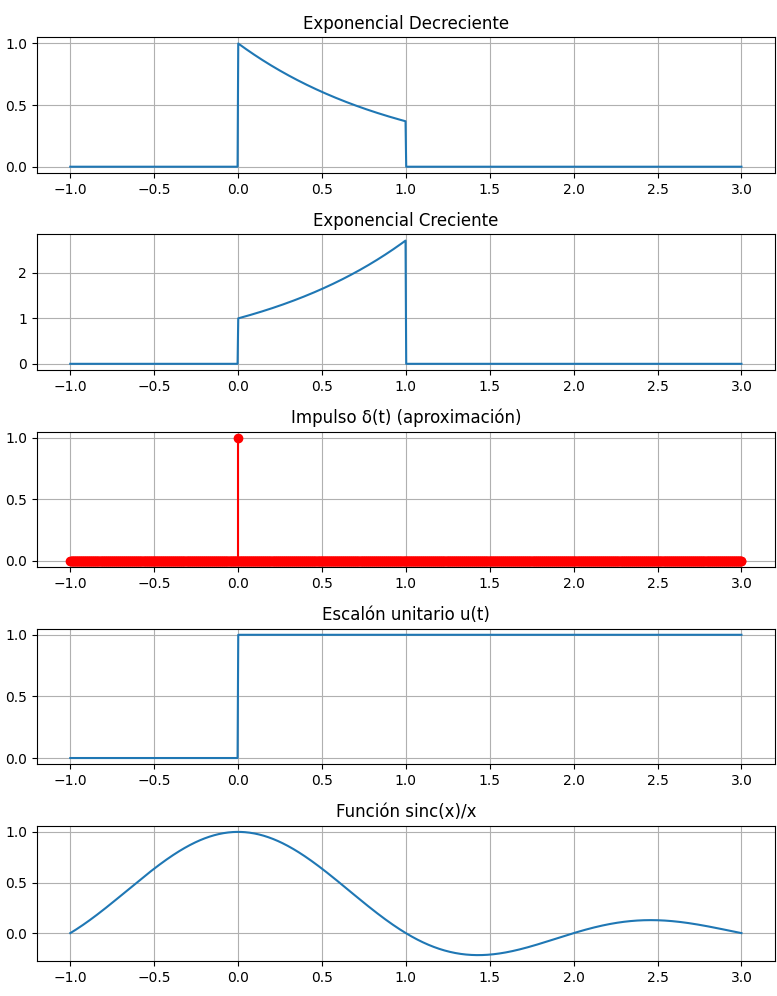 Exponencial Decreciente
1.0
0.5
0.0
−1.0 −0.5 0.0 0.5 1.0 1.5 2.0 2.5 3.0
Exponencial Creciente
2
1
0
−1.0 −0.5 0.0 0.5 1.0 1.5 2.0 2.5 3.0
Impulso δ(t) (aproximación)
1.0
0.5
0.0
−1.0 −0.5 0.0 0.5 1.0 1.5 2.0 2.5 3.0
Escalón unitario u(t)
1.0
0.5
0.0
−1.0 −0.5 0.0 0.5 1.0 1.5 2.0 2.5 3.0
Función sinc(x)/x
1.0
0.5
0.0
−1.0 −0.5 0.0 0.5 1.0 1.5 2.0 2.5 3.0